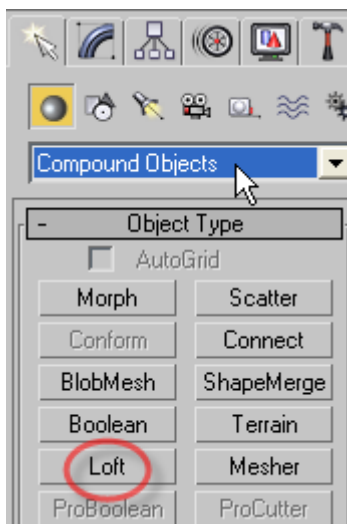 Compound Objects
- Object Type
AutoGrid
Morph Scatter
Conform Connect
BlobMesh ShapeMerge
Boolean Terrain
Loft Mesher
ProBoolean ProCutter